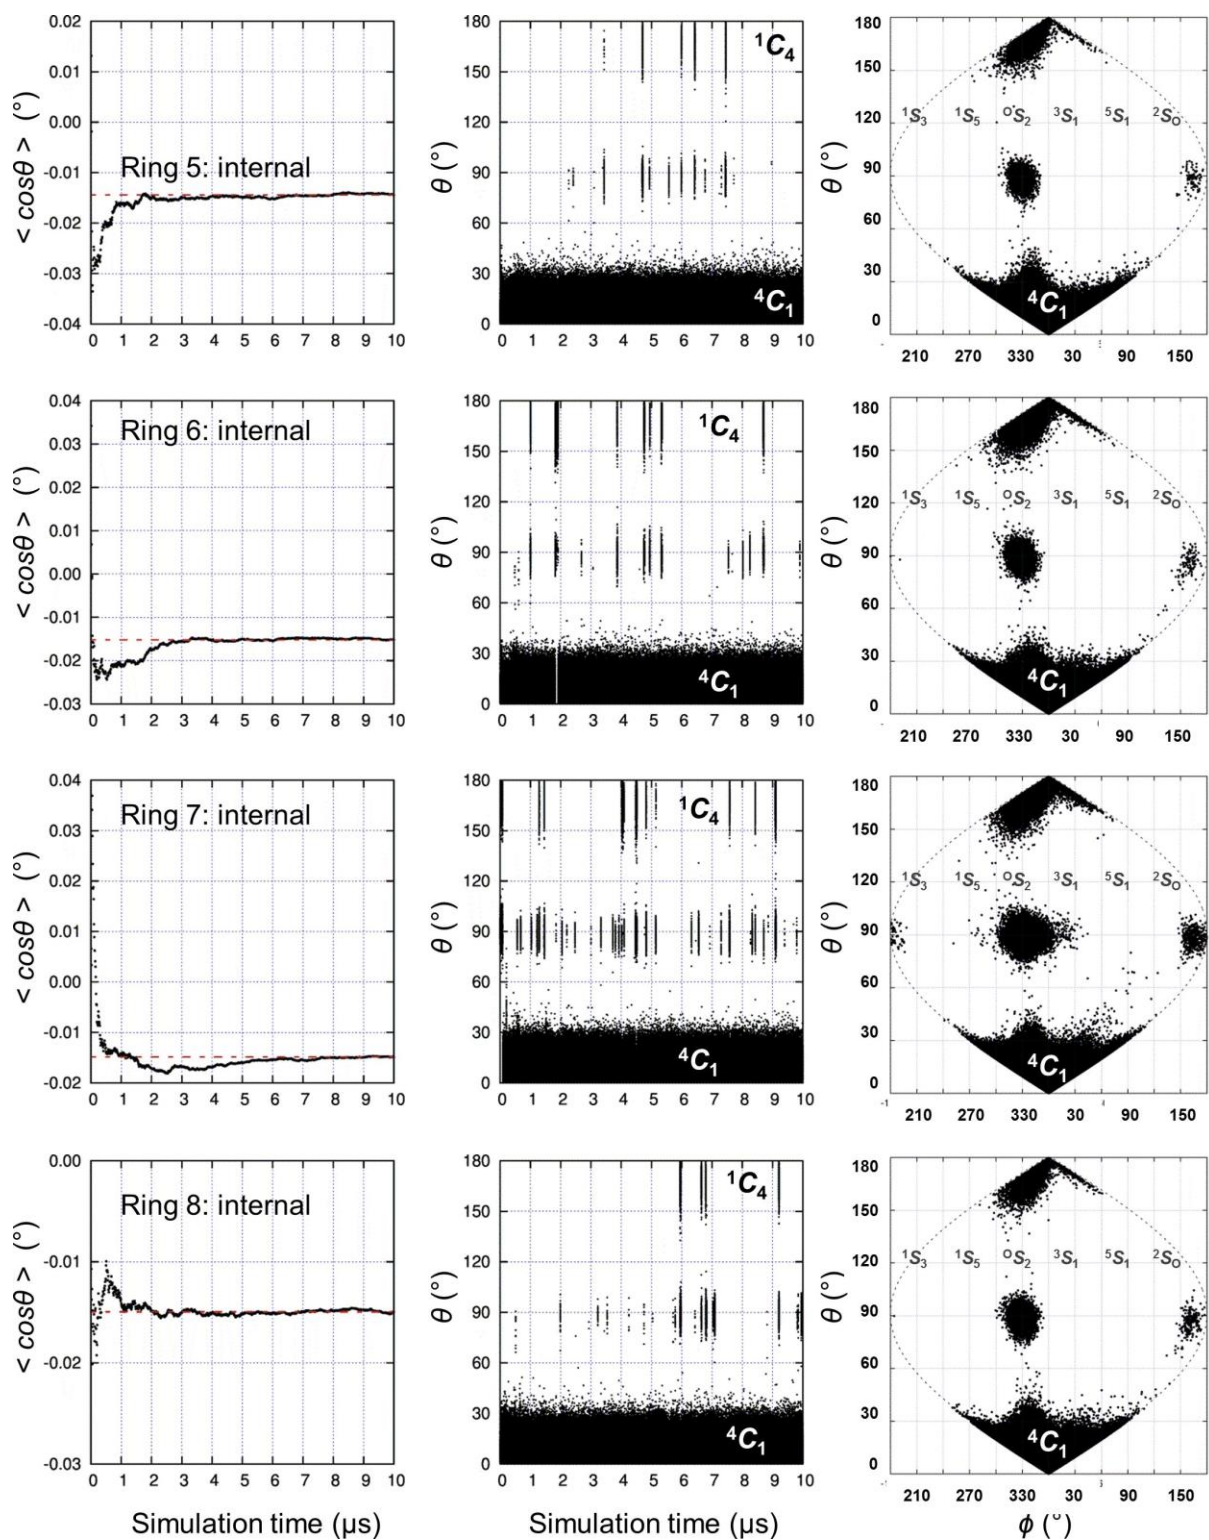 < cosθ > (°)
0.02
0.01
0.00
-0.01
-0.02
-0.03
-0.04
Ring 5: internal
0 1 2 3 4 5 6 7 8 9 10
θ (°)
180
150
120
90
60
30
0
¹C₄
⁴C₁
0 1 2 3 4 5 6 7 8 9 10
θ (°)
180
150
120
90
60
30
0
¹S₃ ¹S₅ ᴼS₂ ³S₁ ⁵S₁ ²Sₒ
⁴C₁
210 270 330 30 90 150
< cosθ > (°)
0.04
0.03
0.04
0.01
0.00
-0.01
-0.02
-0.03
Ring 6: internal
0 1 2 3 4 5 6 7 8 9 10
θ (°)
180
150
120
90
60
30
0
¹C₄
⁴C₁
0 1 2 3 4 5 6 7 8 9 10
θ (°)
180
150
120
90
60
30
0
¹S₃ ¹S₅ ᴼS₂ ³S₁ ⁵S₁ ²Sₒ
⁴C₁
210 270 330 30 90 150
< cosθ > (°)
0.04
0.03
0.04
0.01
0.00
-0.01
-0.02
Ring 7: internal
0 1 2 3 4 5 6 7 8 9 10
θ (°)
180
150
120
90
60
30
0
¹C₄
⁴C₁
0 1 2 3 4 5 6 7 8 9 10
θ (°)
180
150
120
90
60
30
0
¹S₃ ¹S₅ ᴼS₂ ³S₁ ⁵S₁ ²Sₒ
⁴C₁
210 270 330 30 90 150
< cosθ > (°)
0.00
-0.01
-0.02
-0.03
Ring 8: internal
0 1 2 3 4 5 6 7 8 9 10
Simulation time (μs)
θ (°)
180
150
120
90
60
30
0
¹C₄
⁴C₁
0 1 2 3 4 5 6 7 8 9 10
Simulation time (μs)
θ (°)
180
150
120
90
60
30
0
¹S₃ ¹S₅ ᴼS₂ ³S₁ ⁵S₁ ²Sₒ
⁴C₁
210 270 330 30 90 150
ϕ (°)